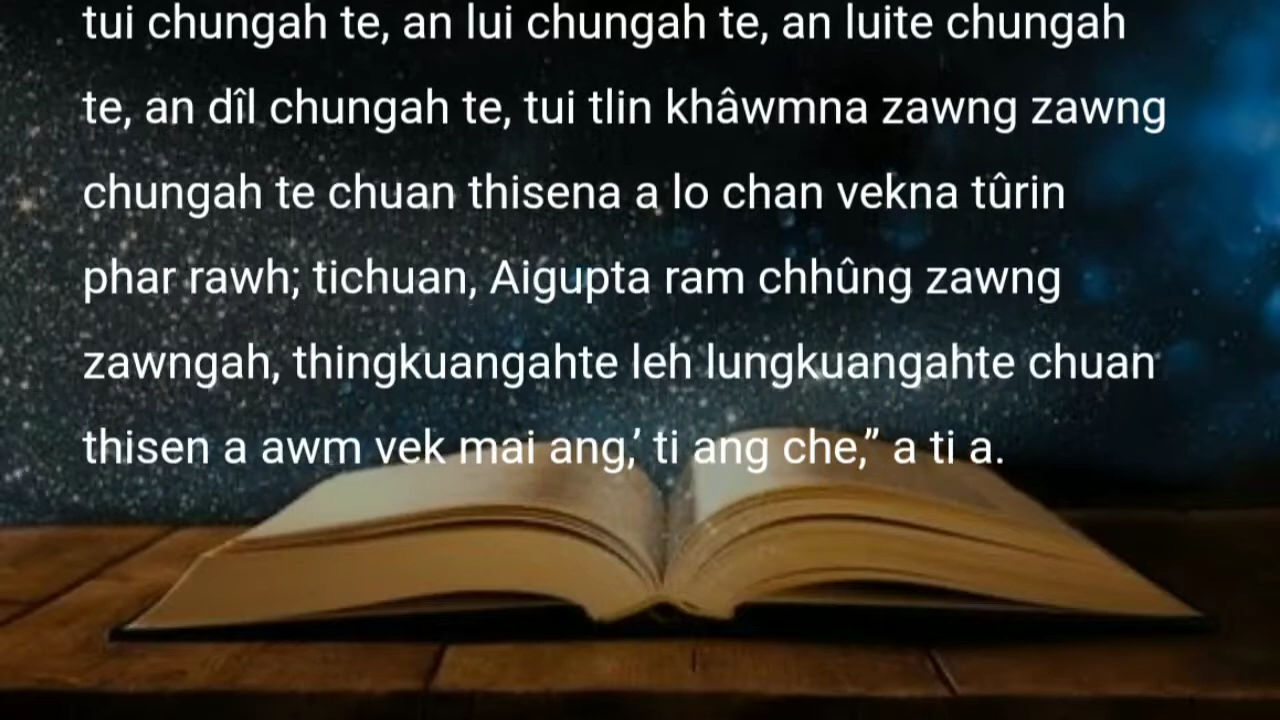 tui chungah te, an lui chungah te, an luite chungah
te, an dîl chungah te, tui tlin khâwmna zawng zawng
chungah te chuan thisena a lo chan vekna tûrin
phar rawh; tichuan, Aigupta ram chhûng zawng
zawngah, thingkuangahte leh lungkuangahte chuan
thisen a awm vek mai ang,’ ti ang che,” a ti a.